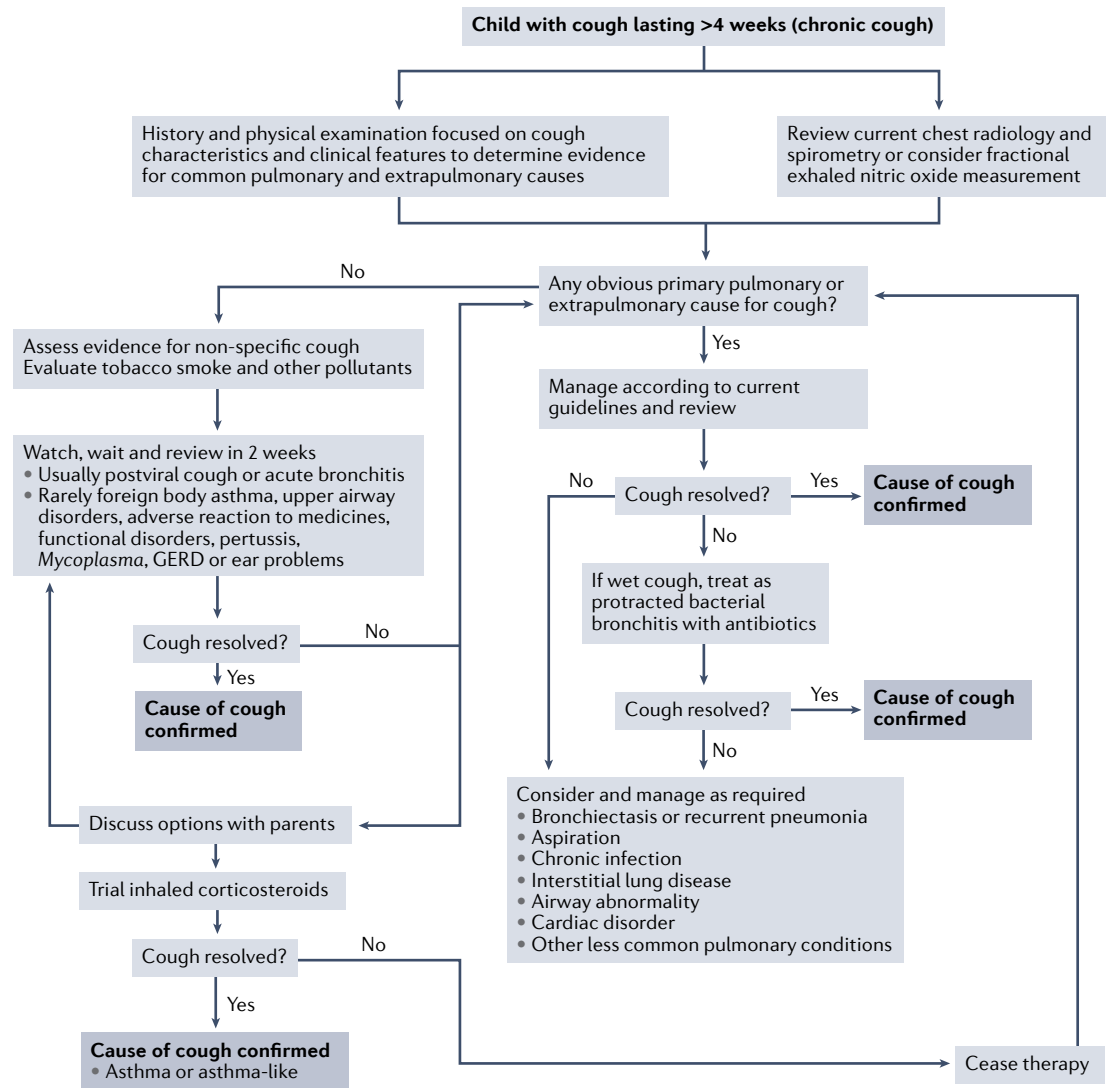 Child with cough lasting >4 weeks (chronic cough)
History and physical examination focused on cough
characteristics and clinical features to determine evidence
for common pulmonary and extrapulmonary causes
Review current chest radiology and
spirometry or consider fractional
exhaled nitric oxide measurement
No
Any obvious primary pulmonary or
extrapulmonary cause for cough?
Yes
Assess evidence for non-specific cough
Evaluate tobacco smoke and other pollutants
Manage according to current
guidelines and review
Watch, wait and review in 2 weeks
• Usually postviral cough or acute bronchitis
• Rarely foreign body asthma, upper airway
disorders, adverse reaction to medicines,
functional disorders, pertussis,
Mycoplasma, GERD or ear problems
No
Cough resolved?
Yes
Cause of cough
confirmed
No
If wet cough, treat as
protracted bacterial
bronchitis with antibiotics
Cough resolved?
No
Yes
Cause of cough
confirmed
Cough resolved?
Yes
Cause of cough
confirmed
No
Consider and manage as required
• Bronchiectasis or recurrent pneumonia
• Aspiration
• Chronic infection
• Interstitial lung disease
• Airway abnormality
• Cardiac disorder
• Other less common pulmonary conditions
Discuss options with parents
Trial inhaled corticosteroids
Cough resolved?
No
Yes
Cause of cough confirmed
• Asthma or asthma-like
Cease therapy